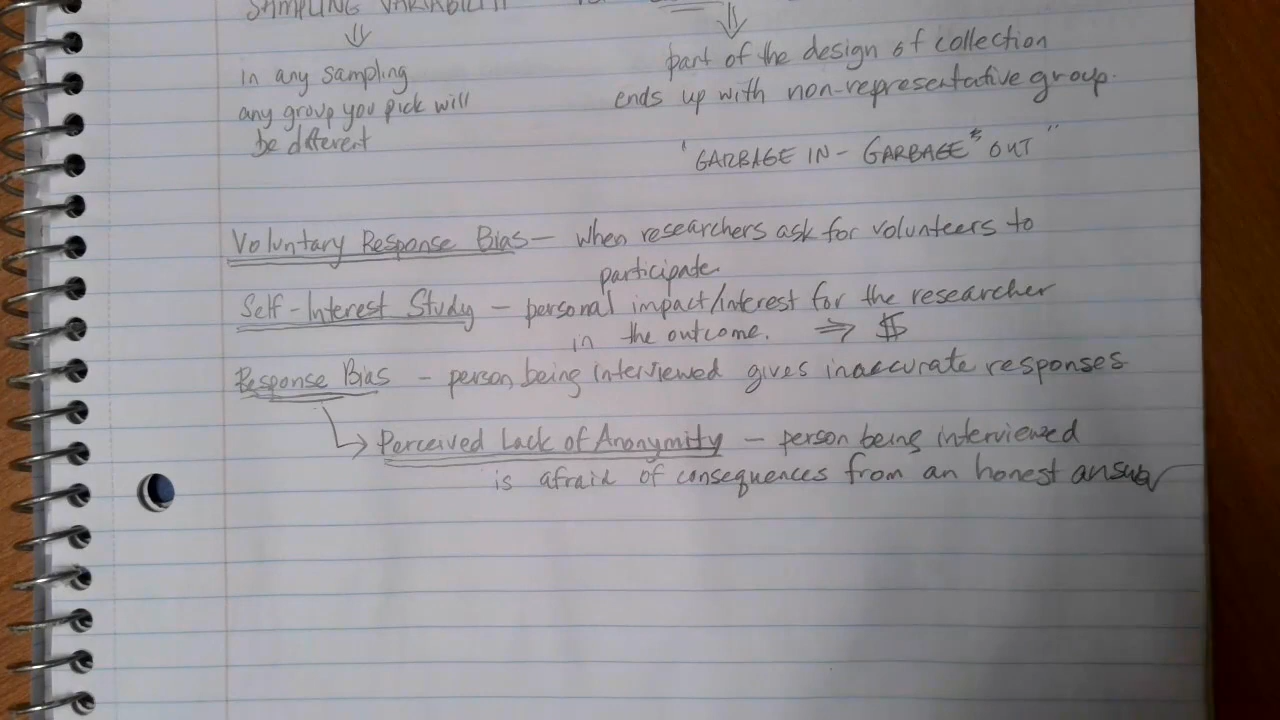 SAMPLING VARIABILITY
⇓ ⇓
in any sampling
any group you pick will
be different
part of the design of collection
ends up with non-representative group.
"GARBAGE IN - GARBAGE OUT"
Voluntary Response Bias — when researchers ask for volunteers to
participate
Self-Interest Study - personal impact/interest for the researcher
in the outcome. ⇒ $
Response Bias - person being interviewed gives inaccurate responses
↳ Perceived Lack of Anonymity - person being interviewed
is afraid of consequences from an honest answer